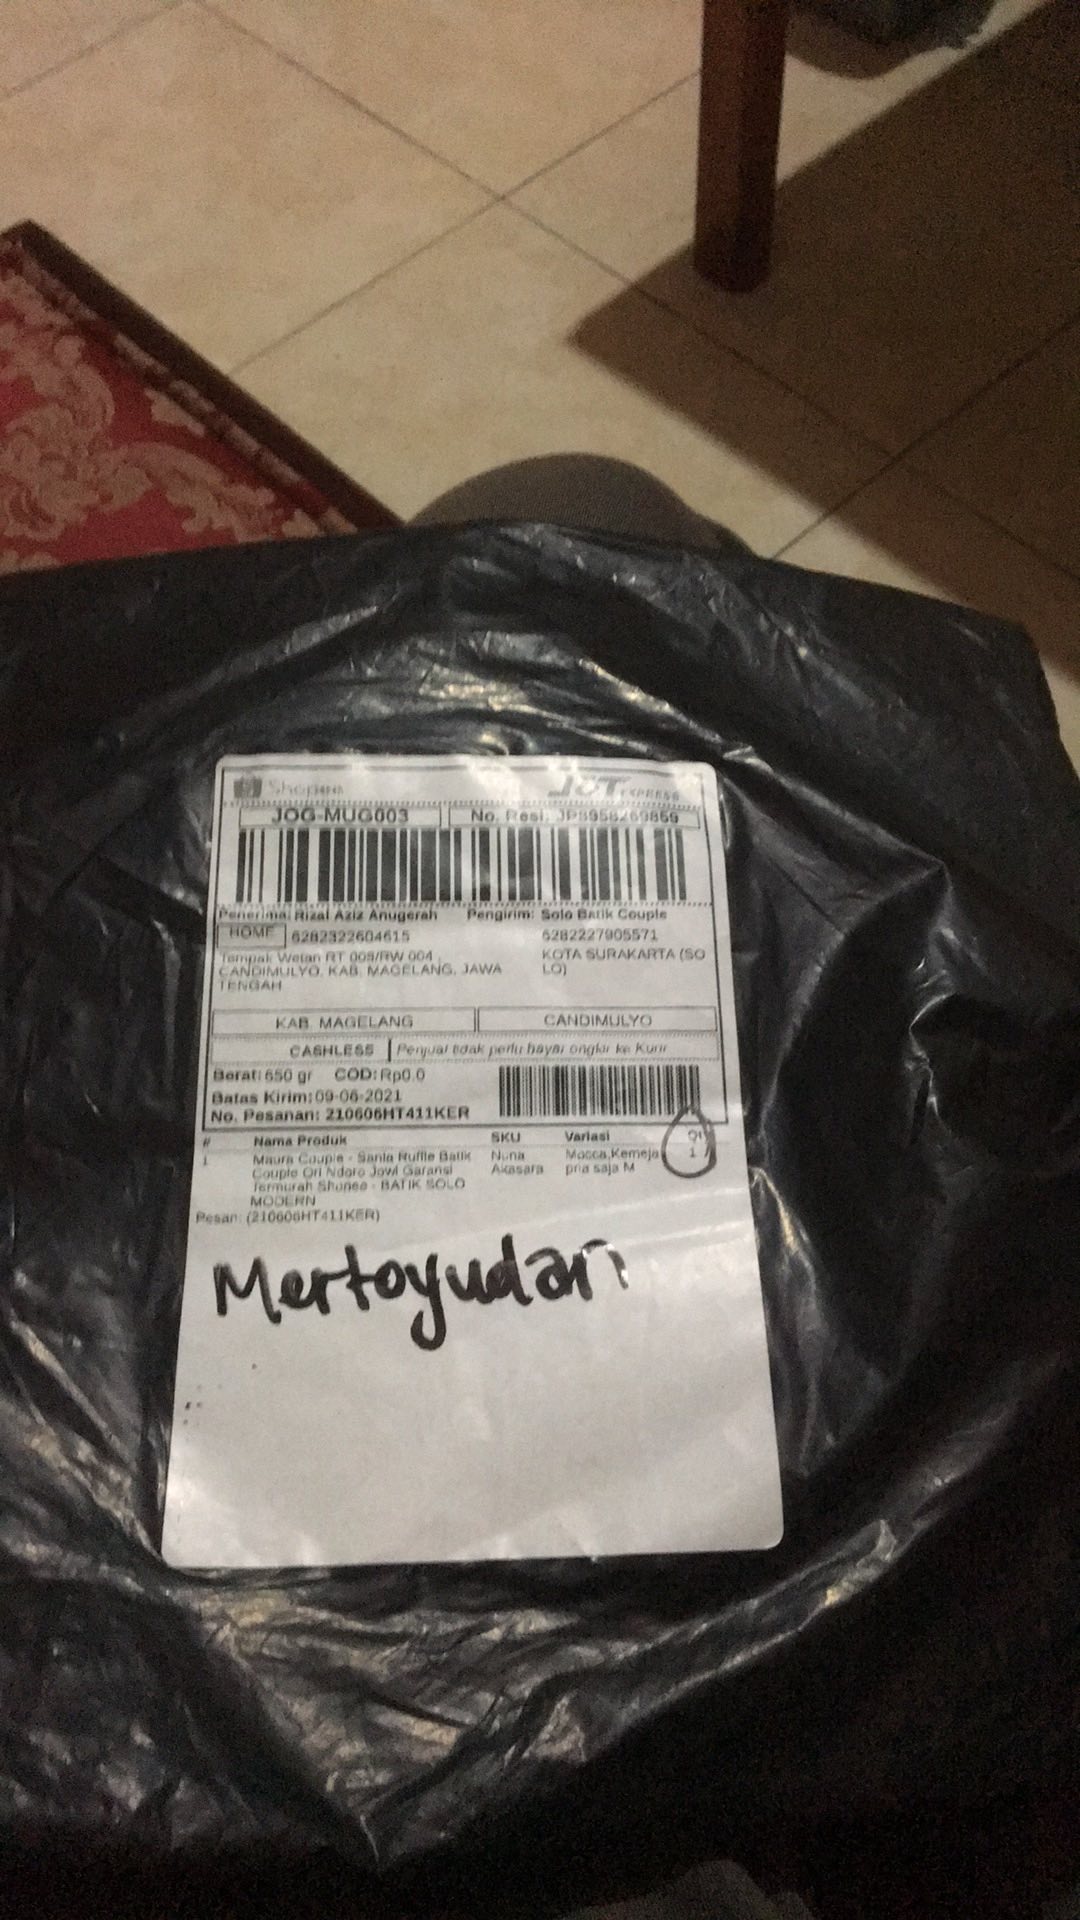 Shopee J&T EXPRESS
JOG-MUG003 No. Resi: JP8958269869
Penerima: Rizal Aziz Anugerah Pengirim: Solo Batik Couple
HOME 6282322604615 6282227905571
Tampak Wetan RT 005/RW 004, KOTA SURAKARTA (SO
CANDIMULYO, KAB. MAGELANG, JAWA LO)
TENGAH
KAB. MAGELANG CANDIMULYO
CASHLESS Penjual tidak perlu bayar ongkir ke Kurir
Berat: 650 gr COD: Rp0.0
Batas Kirim: 09-06-2021
No. Pesanan: 210606HT411KER
# Nama Produk SKU Variasi Qt
1 Maura Couple - Sania Ruffle Batik Nuna Mocca,Kemeja 1
Couple Ori Ndoro Jowi Garansi Akasara pria saja M
Termurah Shopee - BATIK SOLO
MODERN
Pesan: (210606HT411KER)
Mertoyudan